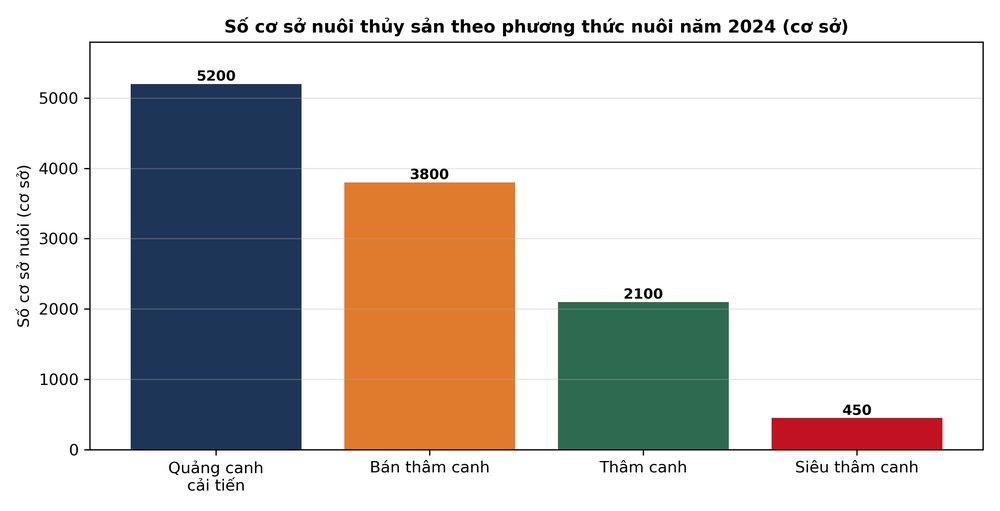 Số cơ sở nuôi thủy sản theo phương thức nuôi năm 2024 (cơ sở)
Số cơ sở nuôi (cơ sở)
5000
4000
3000
2000
1000
0
5200
3800
2100
450
Quảng canh
cải tiến
Bán thâm canh
Thâm canh
Siêu thâm canh